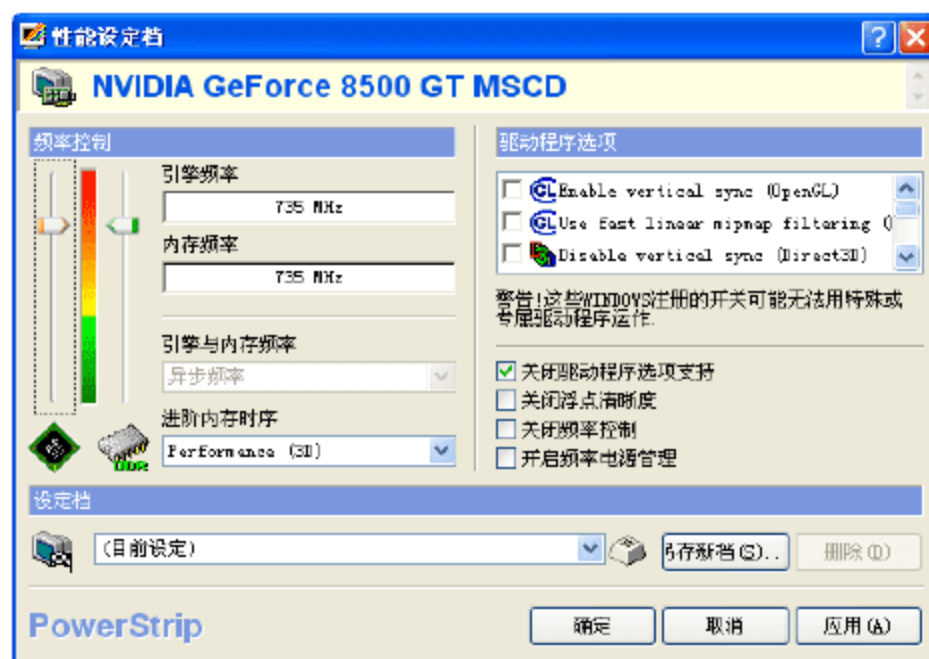 性能设定档
NVIDIA GeForce 8500 GT MSCD
频率控制
引擎频率
735 MHz
内存频率
735 MHz
引擎与内存频率
异步频率
进阶内存时序
Performance (3D)
DDR
驱动程序选项
GL Enable vertical sync (OpenGL)
GL Use fast linear mipmap filtering (
Disable vertical sync (Direct3D)
警告!这些WINDOWS注册的开关可能无法用特殊或
专属驱动程序运作.
关闭驱动程序选项支持
关闭浮点清晰度
关闭频率控制
开启频率电源管理
设定档
(目前设定)
另存新档(S)..
删除(D)
PowerStrip
确定
取消
应用(A)